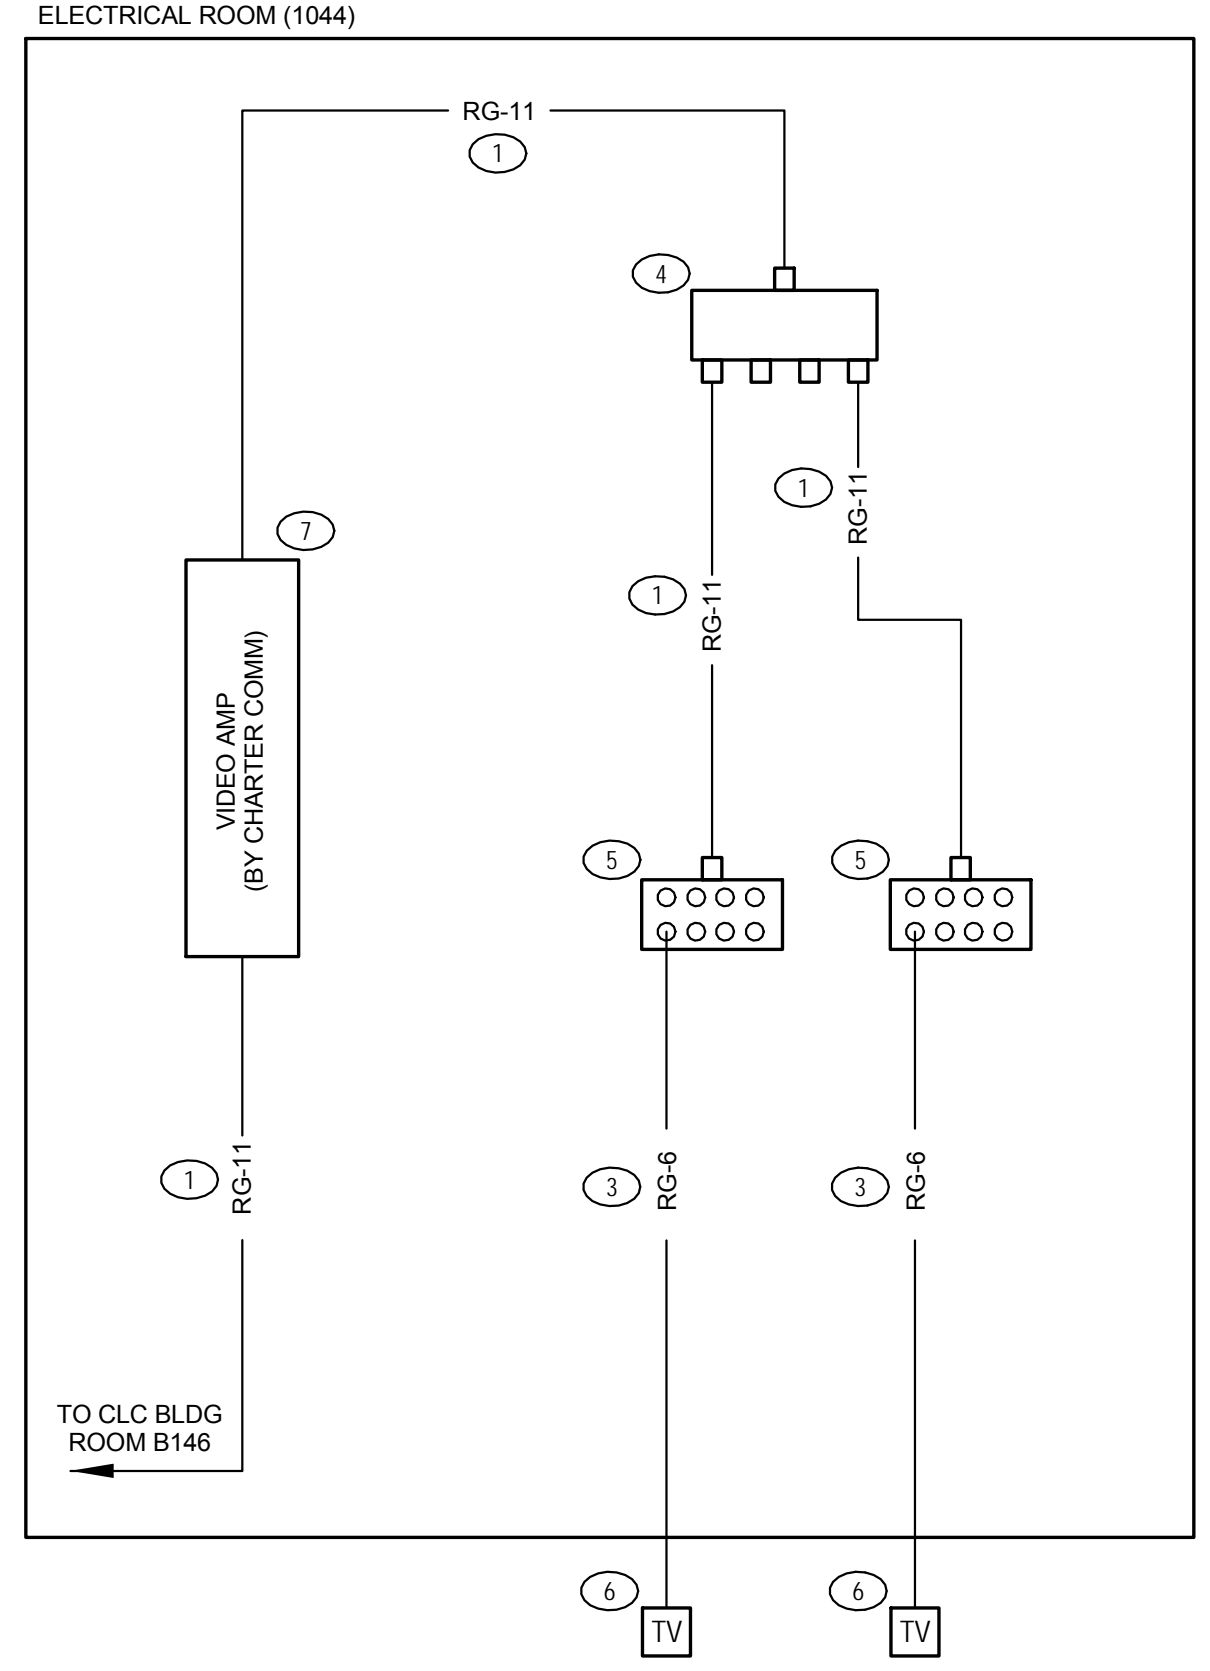 ELECTRICAL ROOM (1044)
RG-11
1
4
1
RG-11
7
1
RG-11
VIDEO AMP
(BY CHARTER COMM)
5
5
1
RG-11
3
RG-6
3
RG-6
TO CLC BLDG
ROOM B146
6
TV
6
TV